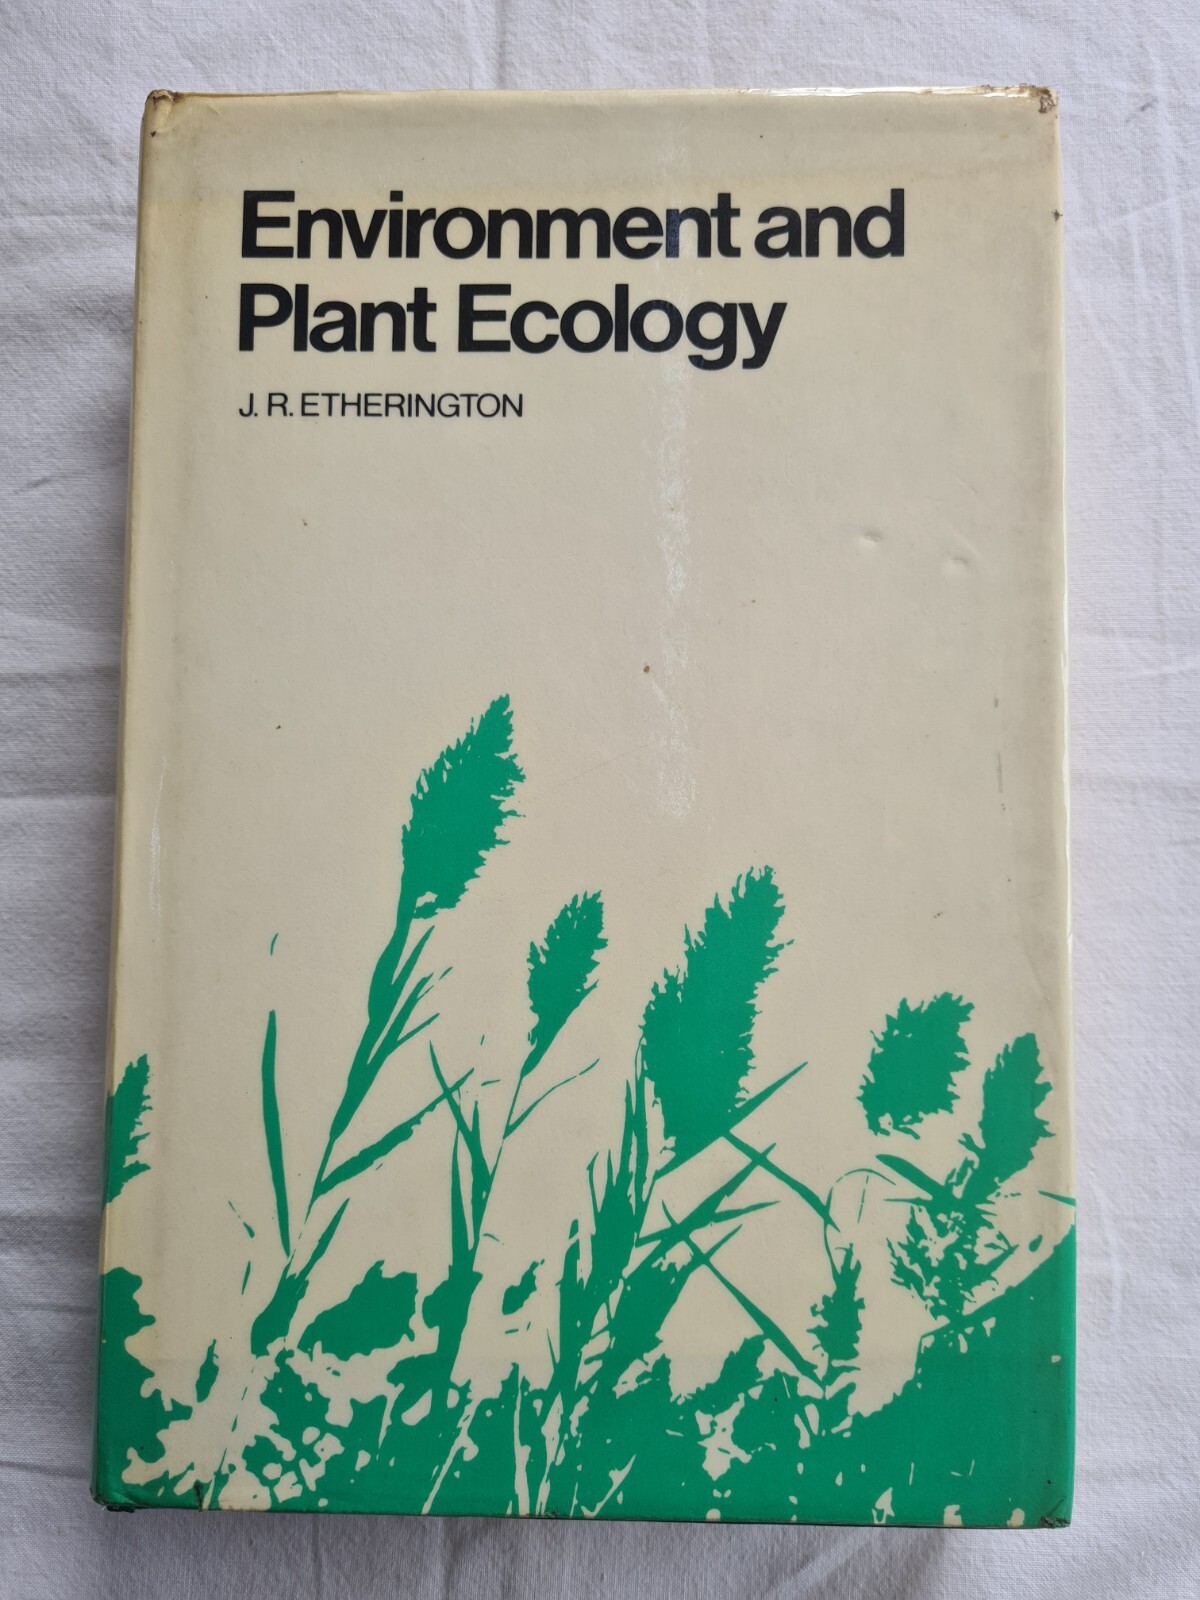 Environment and
Plant Ecology
J. R. ETHERINGTON